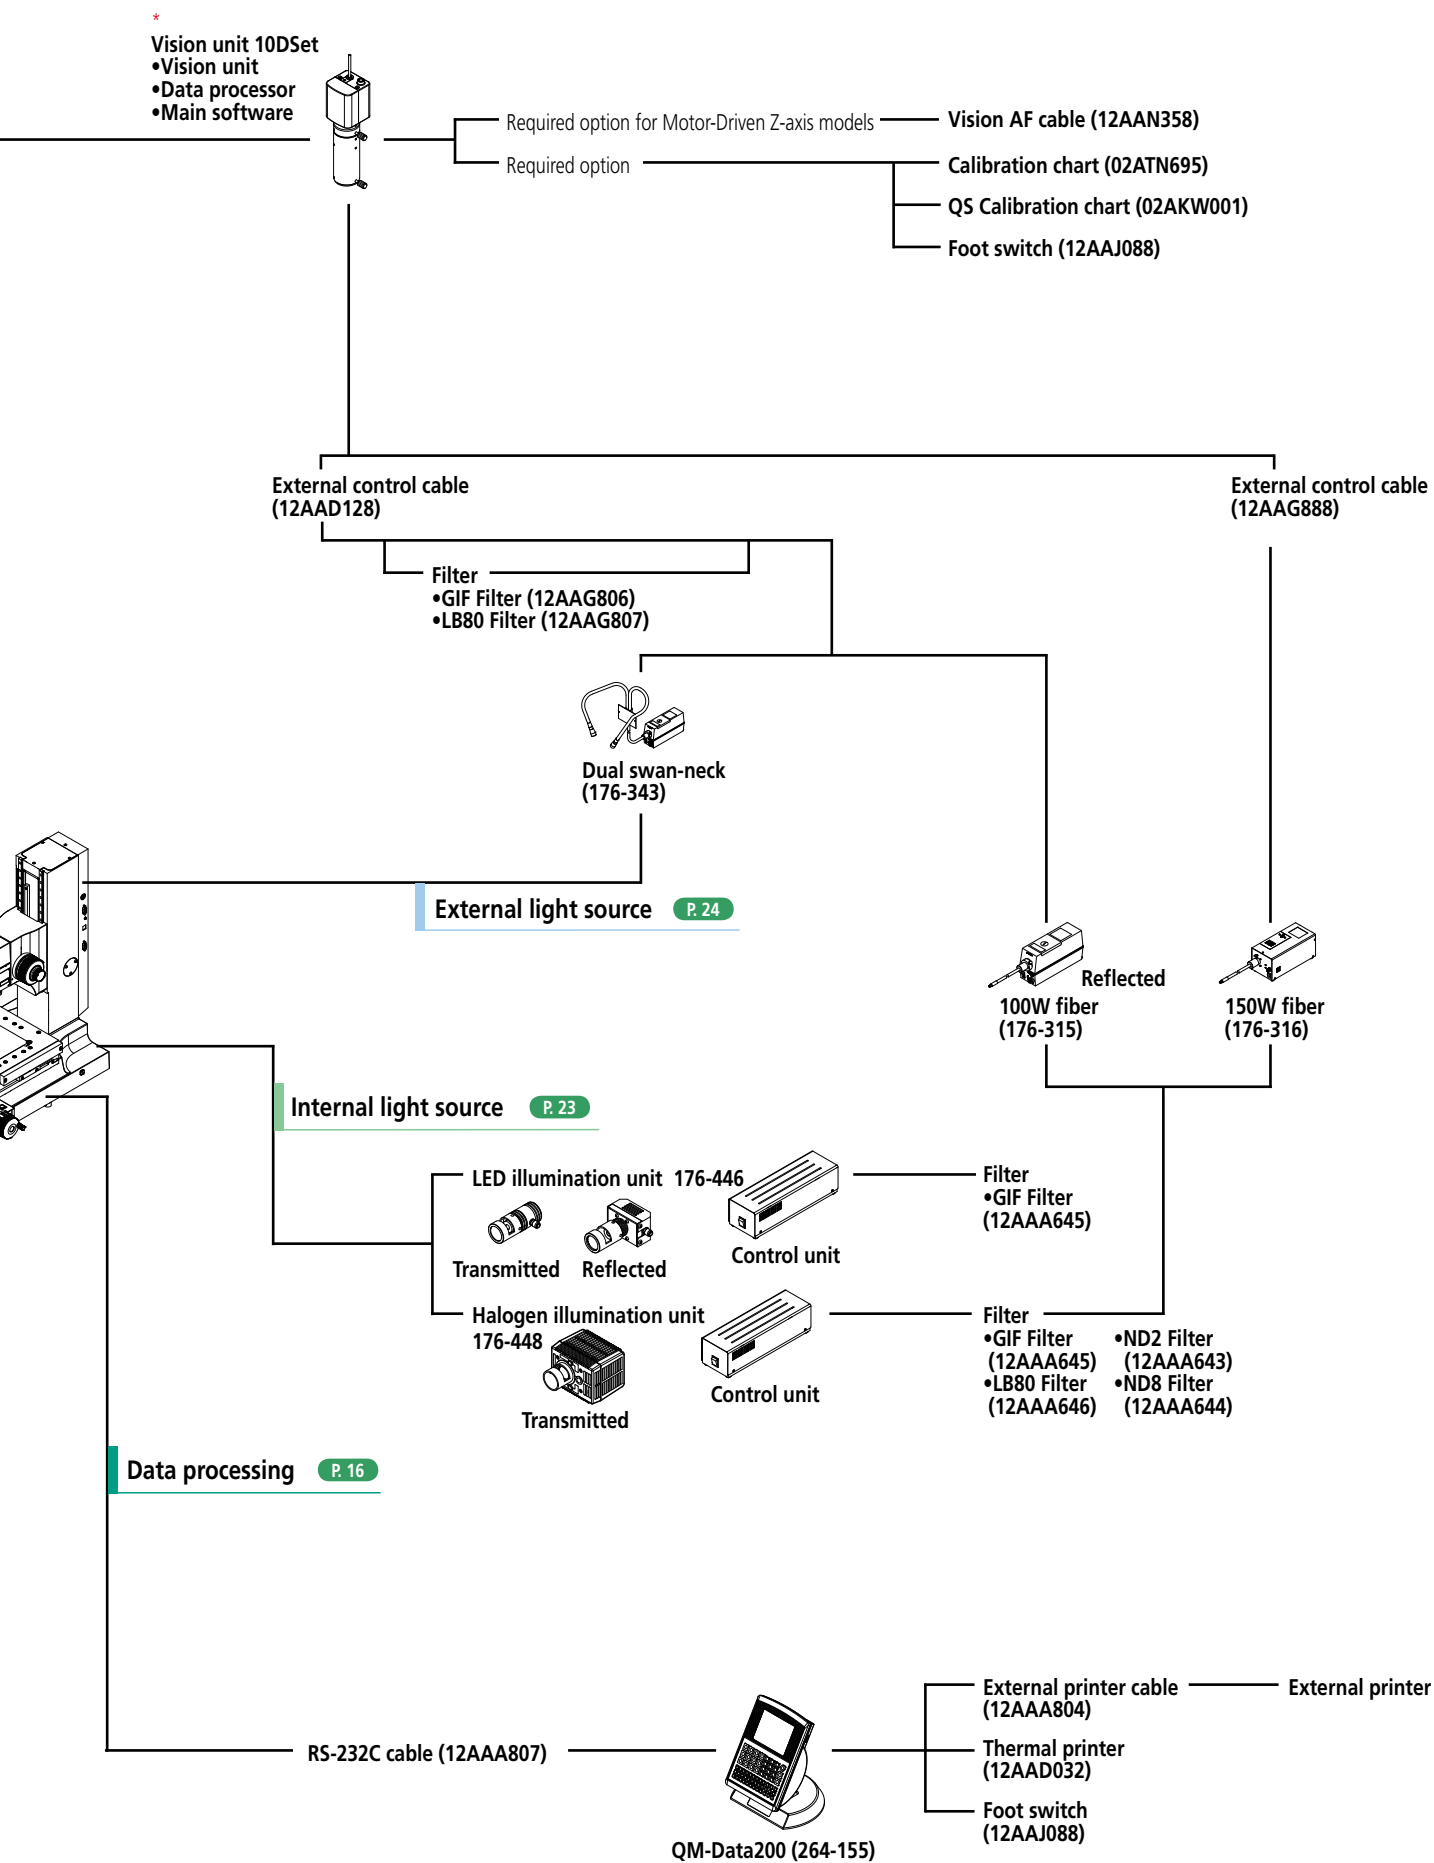 *
Vision unit 10DSet
•Vision unit
•Data processor
•Main software
Required option for Motor-Driven Z-axis models
Vision AF cable (12AAN358)
Required option
Calibration chart (02ATN695)
QS Calibration chart (02AKW001)
Foot switch (12AAJ088)
External control cable
(12AAD128)
External control cable
(12AAG888)
Filter
•GIF Filter (12AAG806)
•LB80 Filter (12AAG807)
Dual swan-neck
(176-343)
External light source P. 24
Reflected
100W fiber
(176-315)
150W fiber
(176-316)
Internal light source P. 23
LED illumination unit 176-446
Transmitted
Reflected
Control unit
Filter
•GIF Filter
(12AAA645)
Halogen illumination unit
176-448
Transmitted
Control unit
Filter
•GIF Filter
(12AAA645)
•LB80 Filter
(12AAA646)
•ND2 Filter
(12AAA643)
•ND8 Filter
(12AAA644)
Data processing P. 16
RS-232C cable (12AAA807)
QM-Data200 (264-155)
External printer cable
(12AAA804)
External printer
Thermal printer
(12AAD032)
Foot switch
(12AAJ088)